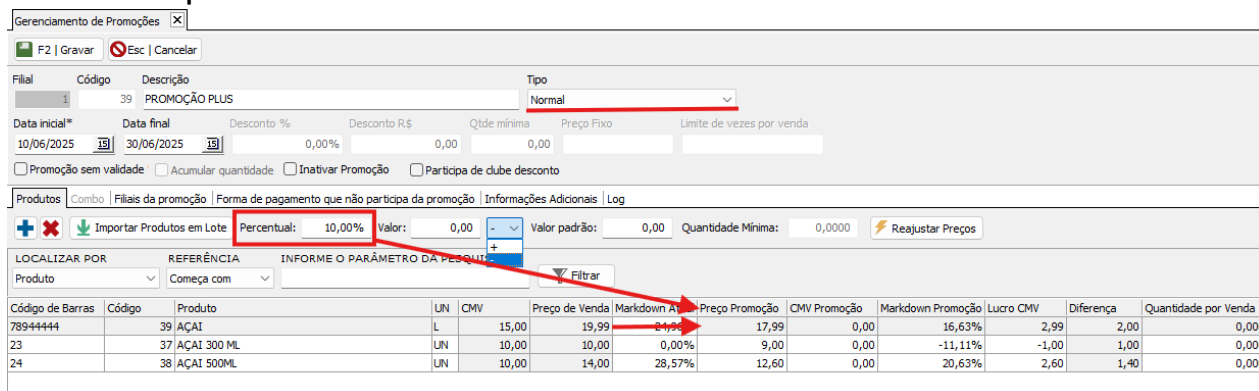 Gerenciamento de Promoções X
F2 | Gravar Esc | Cancelar
Filial Código Descrição Tipo
1 39 PROMOÇÃO PLUS Normal
Data inicial* Data final Desconto % Desconto R$ Qtde mínima Preço Fixo Limite de vezes por venda
10/06/2025 15 30/06/2025 15 0,00% 0,00 0,00
Promoção sem validade Acumular quantidade Inativar Promoção Participa de clube desconto
Produtos Combo Filiais da promoção Forma de pagamento que não participa da promoção Informações Adicionais Log
Importar Produtos em Lote Percentual: 10,00% Valor: 0,00 - Valor padrão: 0,00 Quantidade Mínima: 0,0000 Reajustar Preços
+
LOCALIZAR POR REFERÊNCIA INFORME O PARÂMETRO DA
Produto Começa com Filtrar
Código de Barras Código Produto UN CMV Preço de Venda Markdown Preço Promoção CMV Promoção Markdown Promoção Lucro CMV Diferença Quantidade por Venda
78944444 39 AÇAI L 15,00 19,99 17,99 0,00 16,63% 2,99 2,00 0,00
23 37 AÇAI 300 ML UN 10,00 10,00 0,00% 9,00 0,00 -11,11% -1,00 1,00 0,00
24 38 AÇAI 500ML UN 10,00 14,00 28,57% 12,60 0,00 20,63% 2,60 1,40 0,00